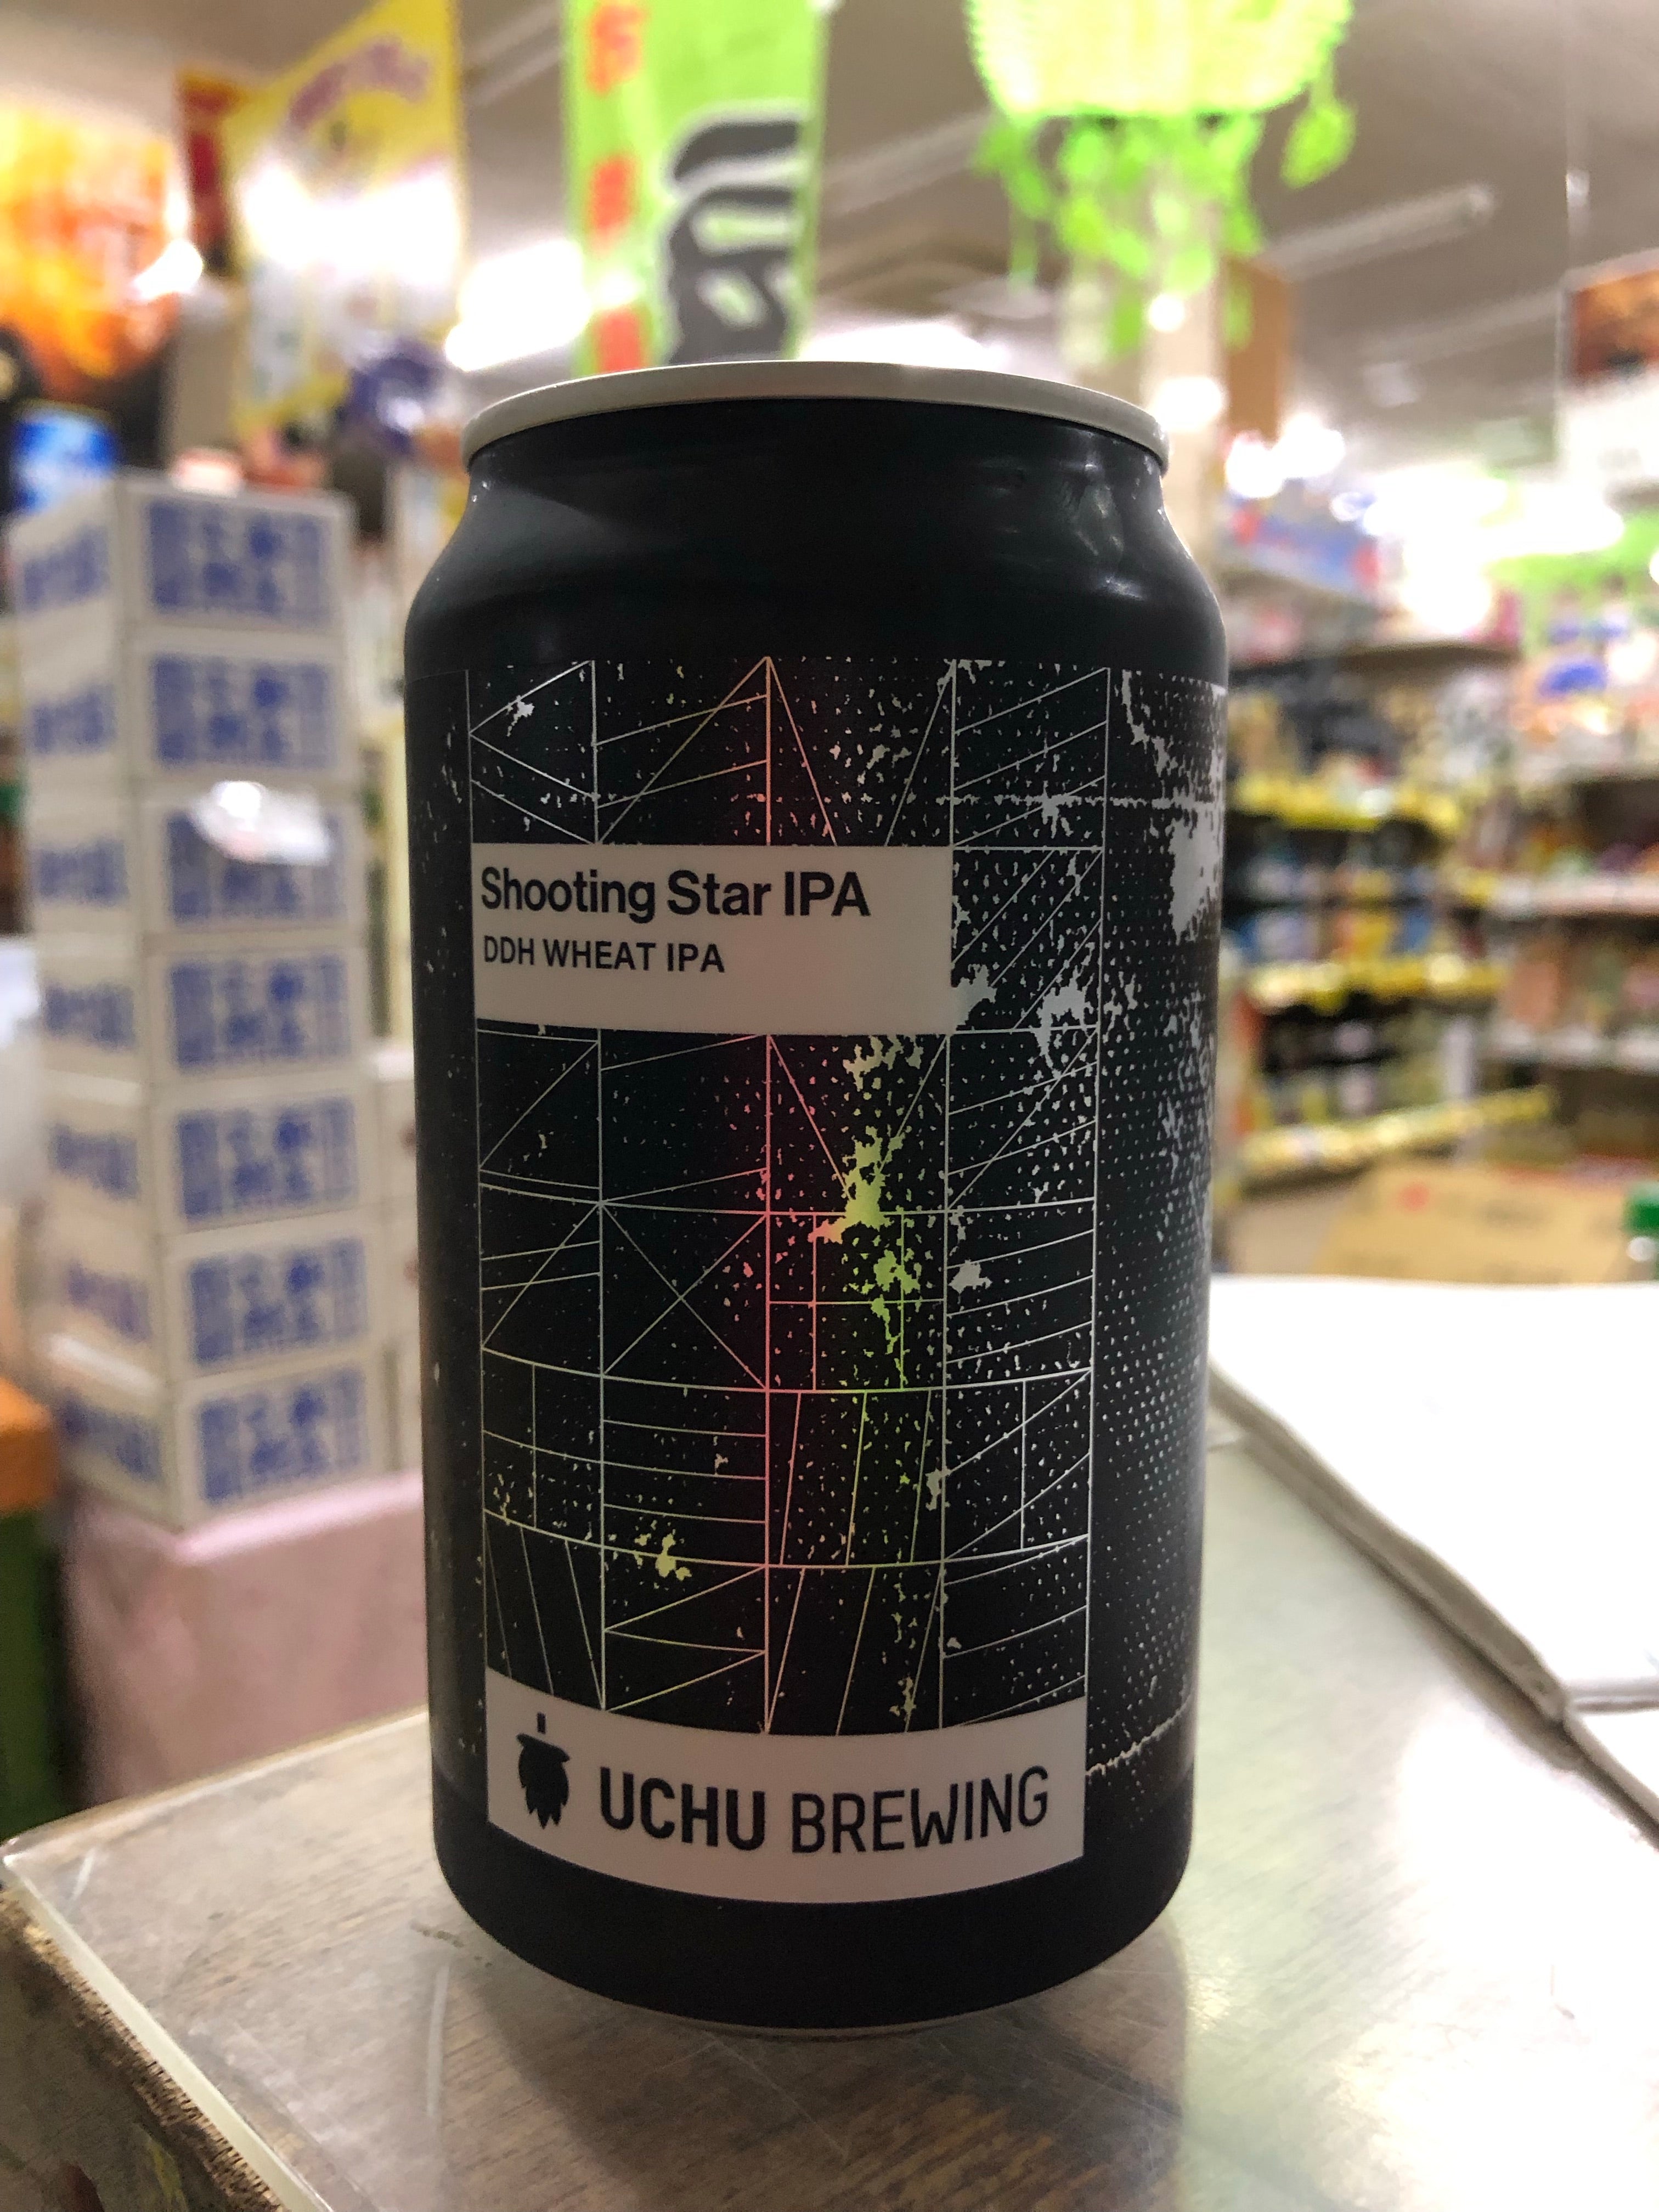 Shooting Star IPA
DDH WHEAT IPA
UCHU BREWING